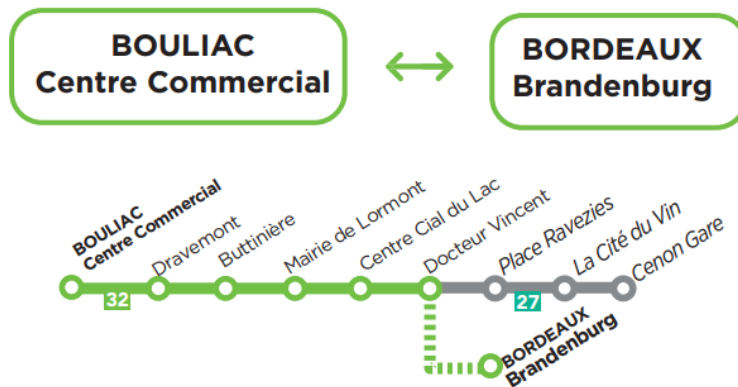 BOULIAC
Centre Commercial
BORDEAUX
Brandenburg
BOULIAC
Centre Commercial
Dravemont
Buttinière
Mairie de Lormont
Centre Cial du Lac
Docteur Vincent
Place Ravezies
La Cité du Vin
Cenon Gare
32
27
BORDEAUX
Brandenburg